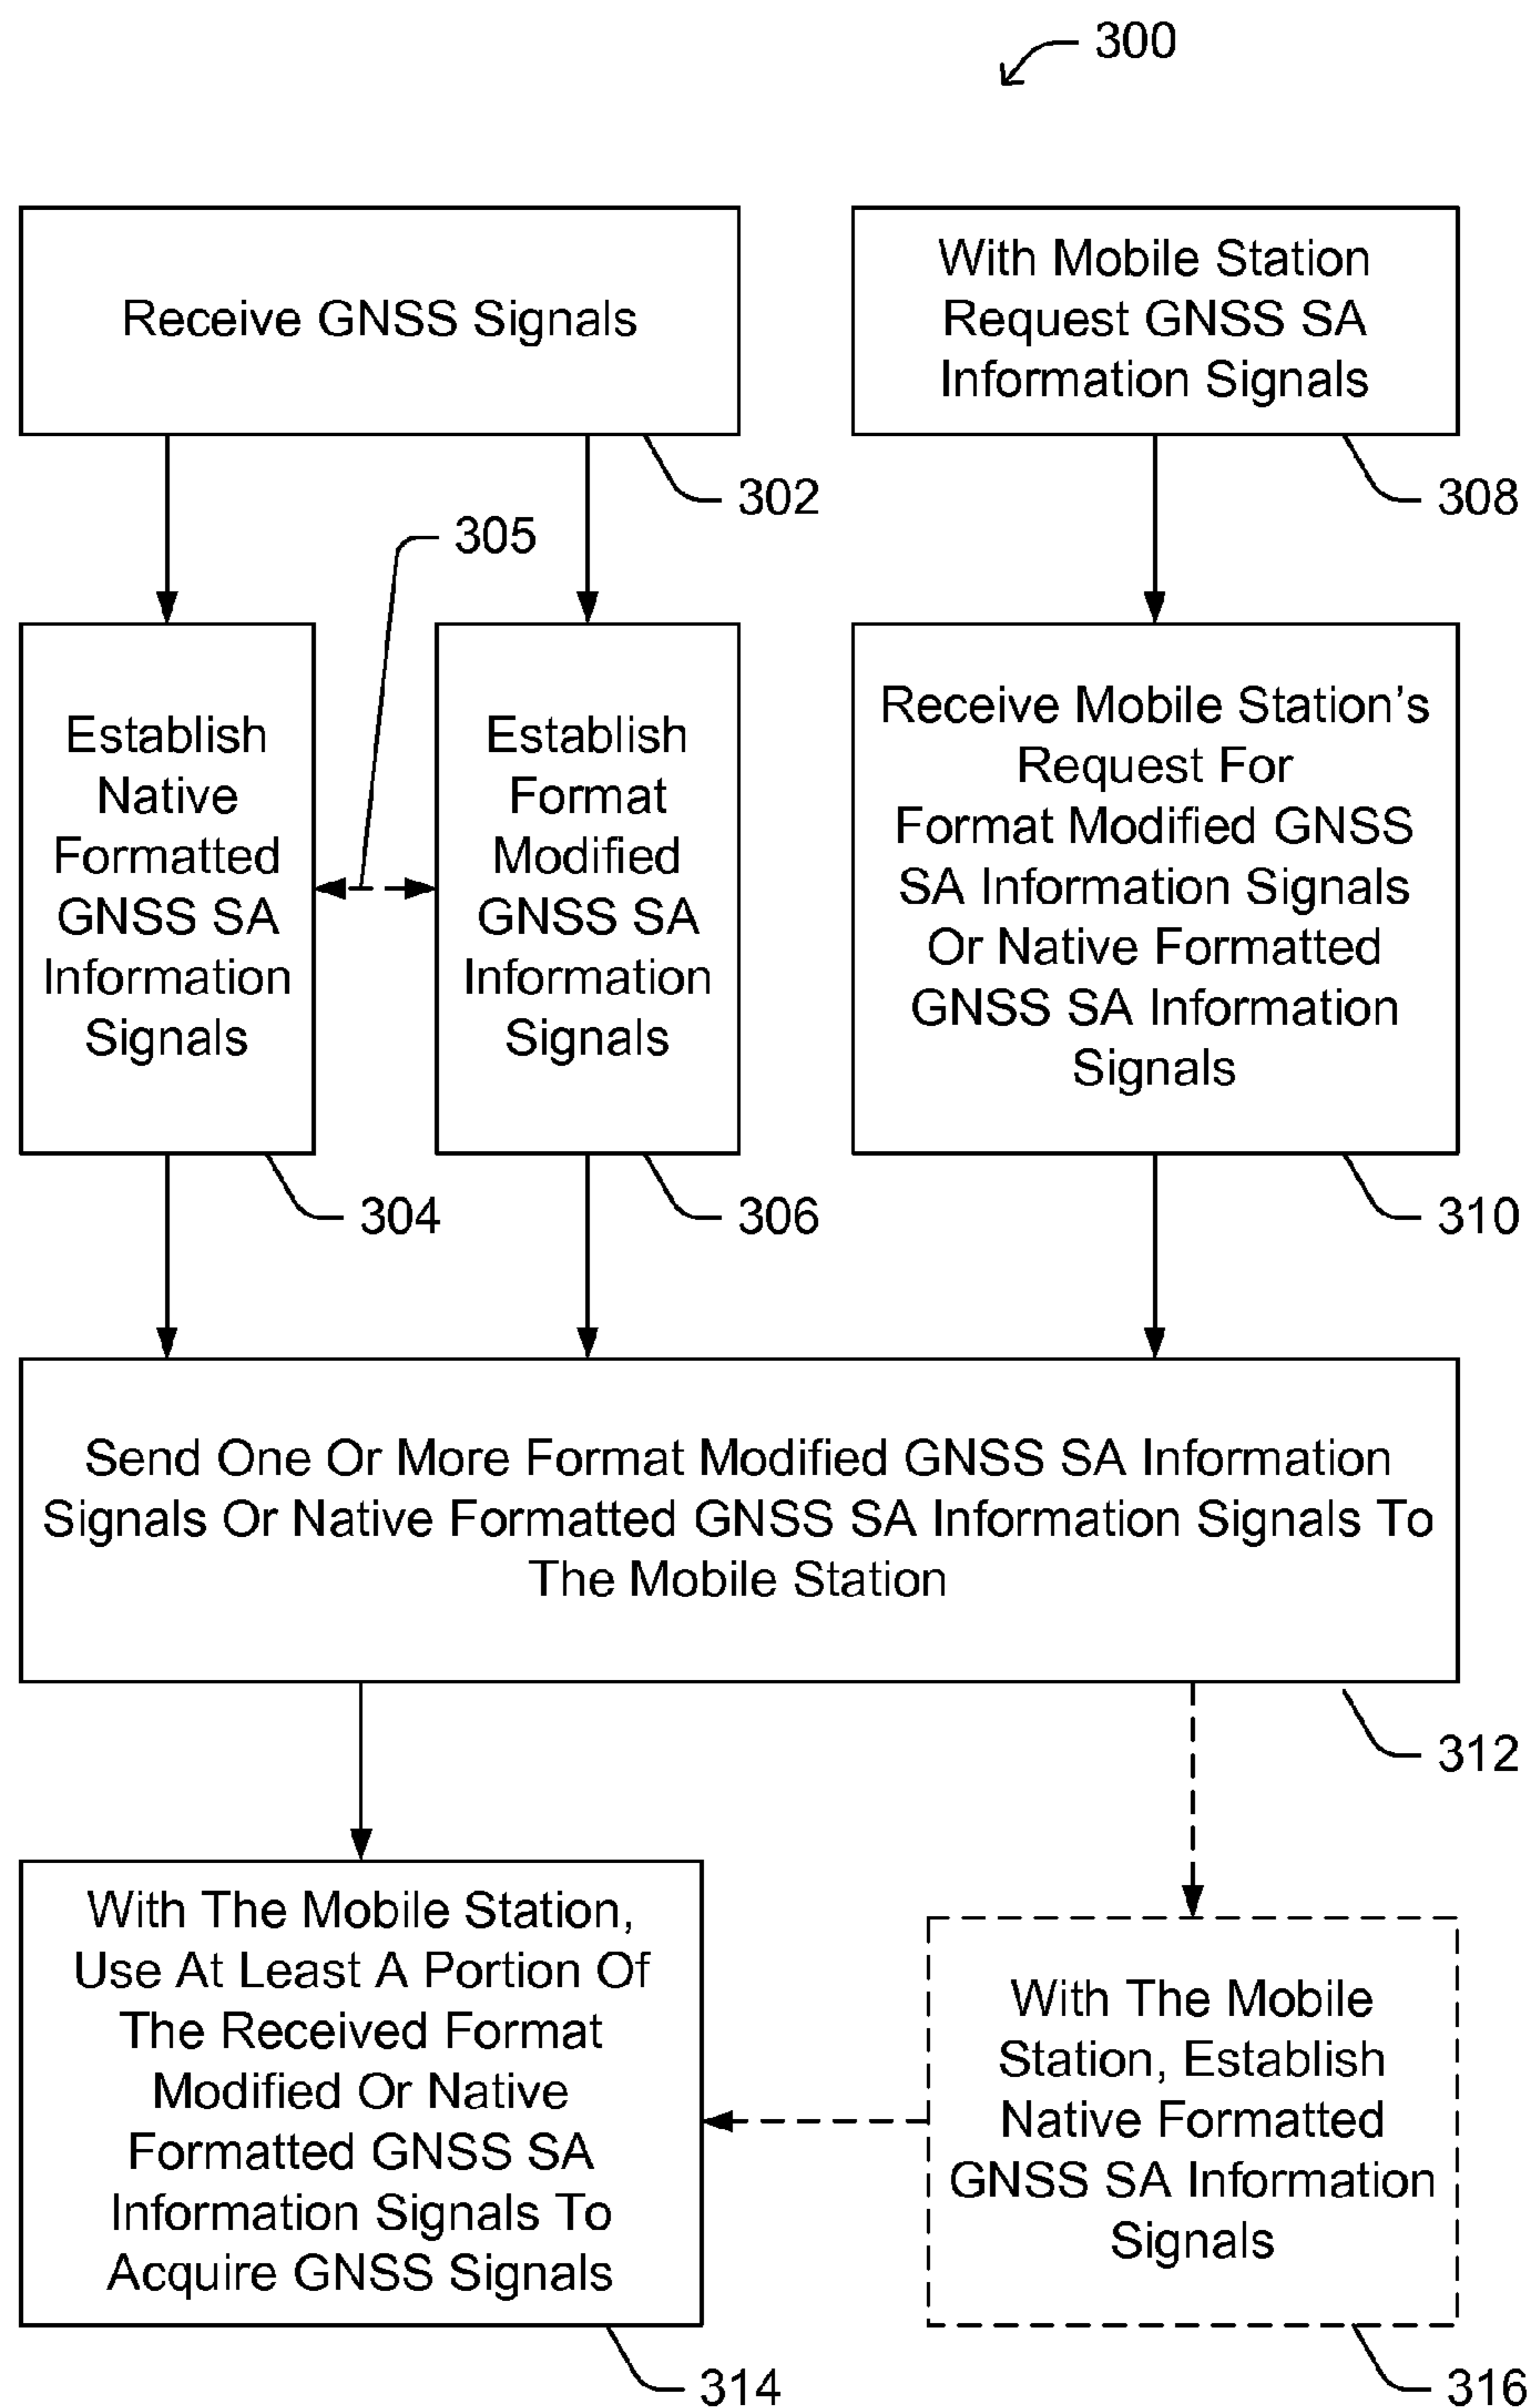 300
Receive GNSS Signals
302
With Mobile Station
Request GNSS SA
Information Signals
308
305
Establish
Native
Formatted
GNSS SA
Information
Signals
304
Establish
Format
Modified
GNSS SA
Information
Signals
306
Receive Mobile Station's
Request For
Format Modified GNSS
SA Information Signals
Or Native Formatted
GNSS SA Information
Signals
310
Send One Or More Format Modified GNSS SA Information
Signals Or Native Formatted GNSS SA Information Signals To
The Mobile Station
312
With The Mobile Station,
Use At Least A Portion Of
The Received Format
Modified Or Native
Formatted GNSS SA
Information Signals To
Acquire GNSS Signals
314
With The Mobile
Station, Establish
Native Formatted
GNSS SA Information
Signals
316